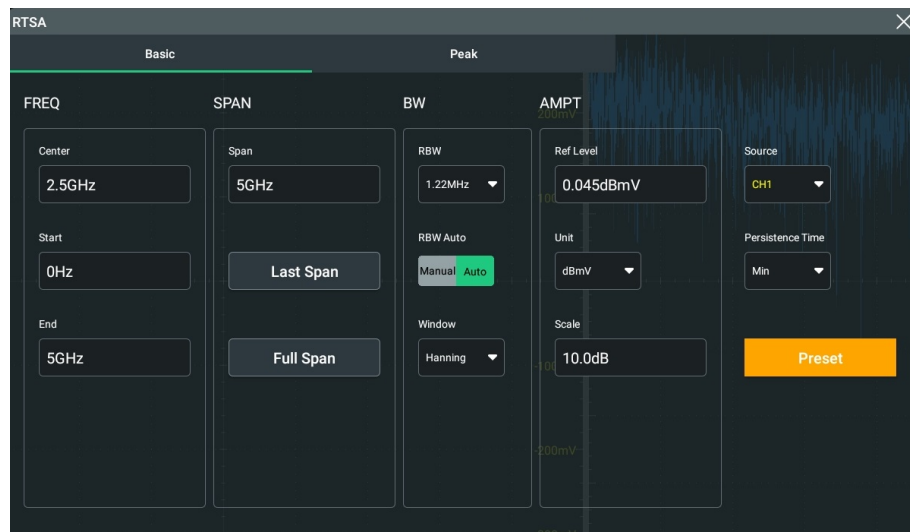 RTSA
Basic
Peak
FREQ
SPAN
BW
AMPT
200mV
Center
Span
RBW
Ref Level
Source
2.5GHz
5GHz
1.22MHz
0.045dBmV
CH1
Start
RBW Auto
Unit
Persistence Time
0Hz
Last Span
Manual
Auto
dBmV
Min
End
Window
Scale
5GHz
Full Span
Hanning
10.0dB
Preset
-200mV